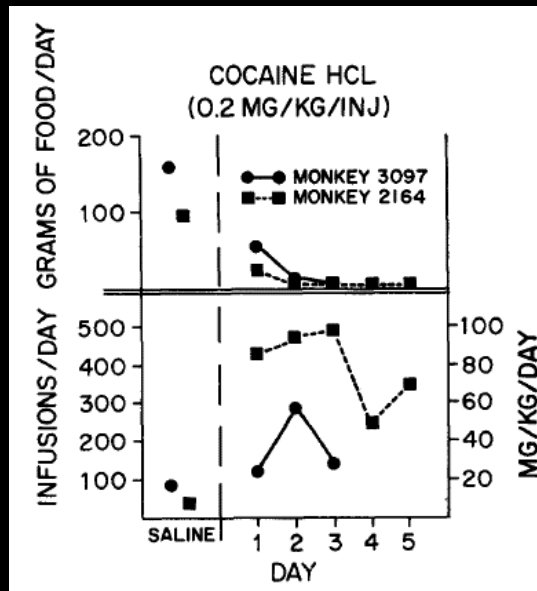 COCAINE HCL
(0.2 MG/KG/INJ)
GRAMS OF FOOD/DAY
200
100
MONKEY 3097
MONKEY 2164
INFUSIONS/DAY
500
400
300
200
100
100
80
60
40
20
MG/KG/DAY
SALINE
1 2 3 4 5
DAY